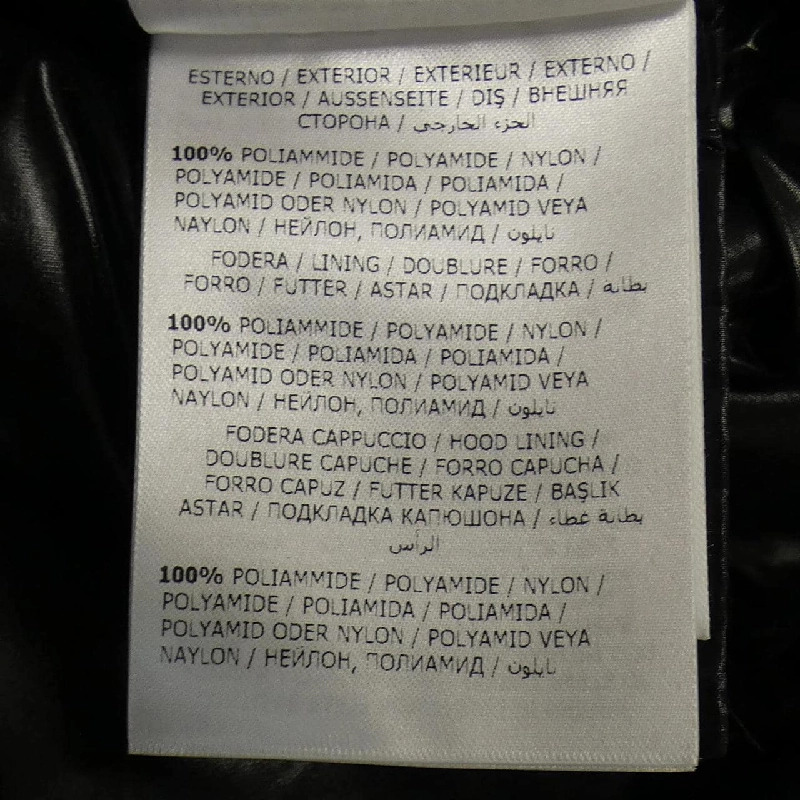 ESTERNO / EXTERIOR / EXTERIEUR / EXTERNO /
EXTERIOR / AUSSENSEITE / DIŞ / ВНЕШНЯЯ
СТОРОНА / الجزء الخارجي
100% POLIAMMIDE / POLYAMIDE / NYLON /
POLYAMIDE / POLIAMIDA / POLIAMIDA /
POLYAMID ODER NYLON / POLYAMID VEYA
NAYLON / НЕЙЛОН, ПОЛИАМИД / نايلون
FODERA / LINING / DOUBLURE / FORRO /
FORRO / FUTTER / ASTAR / ПОДКЛАДКА / بطانة
100% POLIAMMIDE / POLYAMIDE / NYLON /
POLYAMIDE / POLIAMIDA / POLIAMIDA /
POLYAMID ODER NYLON / POLYAMID VEYA
NAYLON / НЕЙЛОН, ПОЛИАМИД / نايلون
FODERA CAPPUCCIO / HOOD LINING /
DOUBLURE CAPUCHE / FORRO CAPUCHA /
FORRO CAPUZ / FUTTER KAPUZE / BAŞLIK
ASTAR / ПОДКЛАДКА КАПЮШОНА / بطانة غطاء
الرأس
100% POLIAMMIDE / POLYAMIDE / NYLON /
POLYAMIDE / POLIAMIDA / POLIAMIDA /
POLYAMID ODER NYLON / POLYAMID VEYA
NAYLON / НЕЙЛОН, ПОЛИАМИД / نايلون